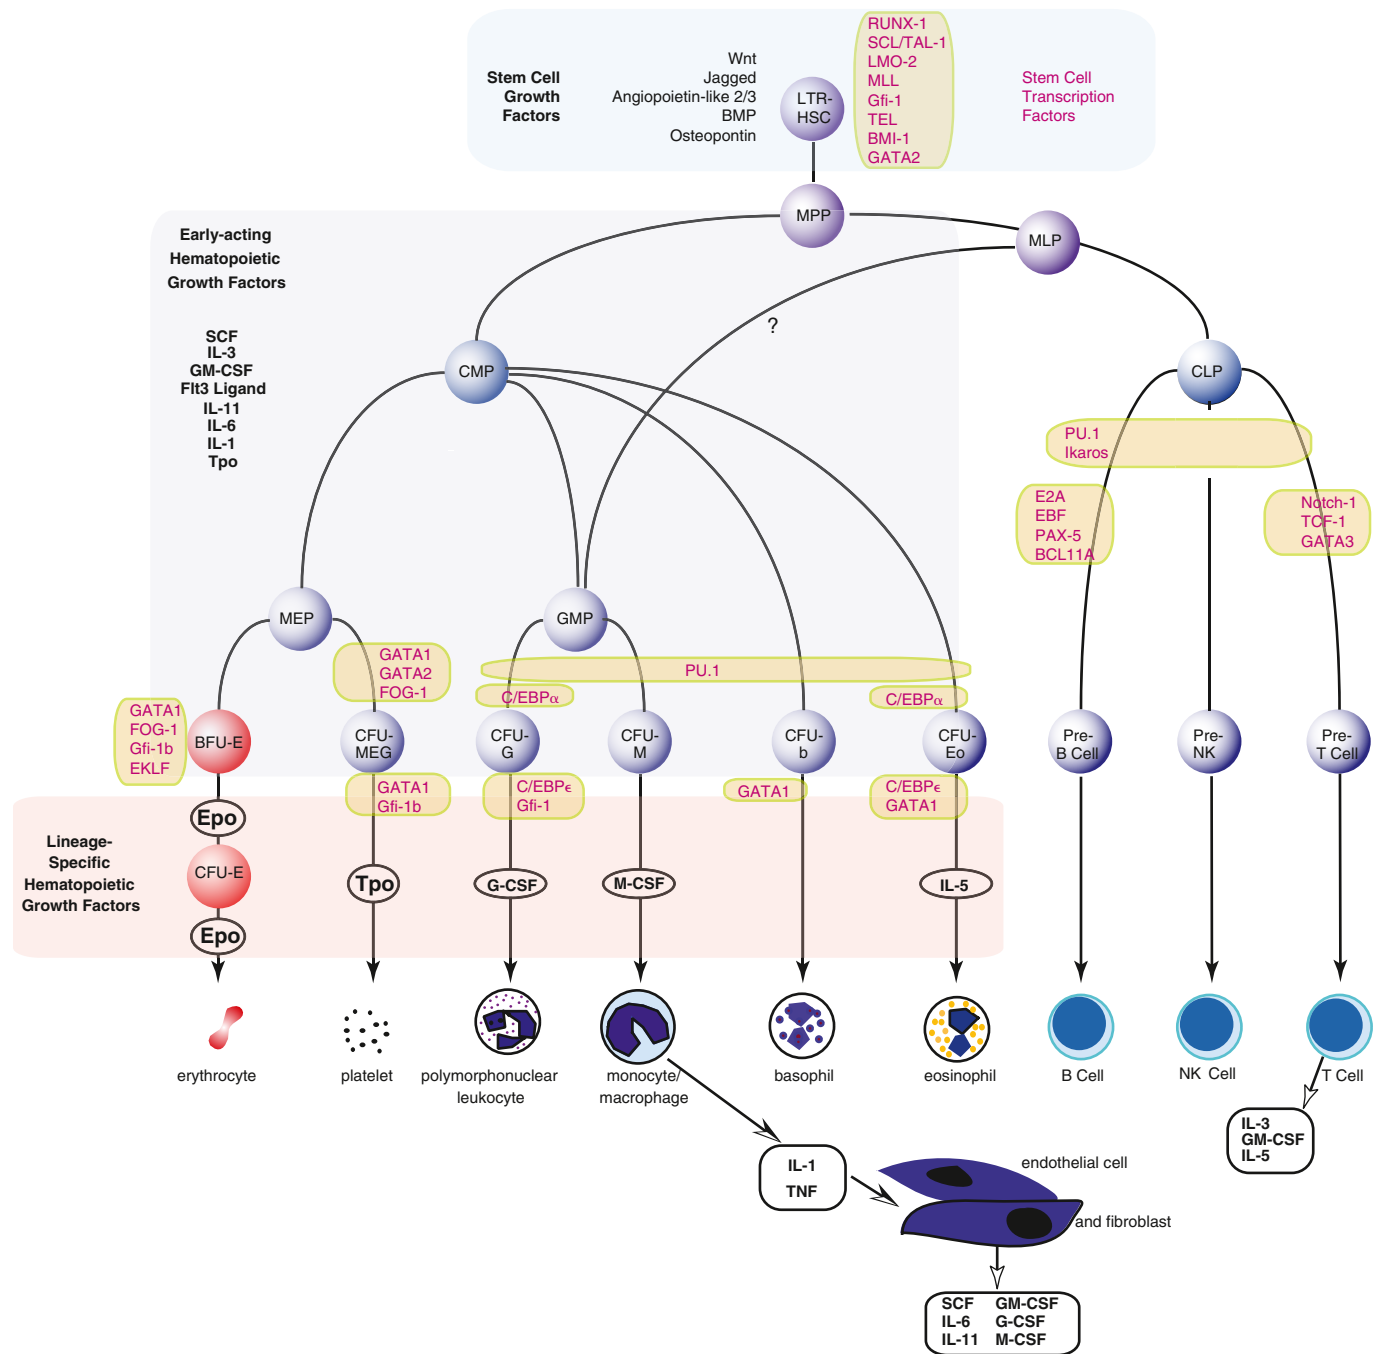 Stem Cell
Growth
Factors
Wnt
Jagged
Angiopoietin-like 2/3
BMP
Osteopontin
LTR-
HSC
RUNX-1
SCL/TAL-1
LMO-2
MLL
Gfi-1
TEL
BMI-1
GATA2
Stem Cell
Transcription
Factors
MPP
MLP
Early-acting
Hematopoietic
Growth Factors
SCF
IL-3
GM-CSF
Flt3 Ligand
IL-11
IL-6
IL-1
Tpo
?
CMP
CLP
PU.1
Ikaros
E2A
EBF
PAX-5
BCL11A
Notch-1
TCF-1
GATA3
MEP
GMP
GATA1
GATA2
FOG-1
PU.1
C/EBPα
C/EBPα
GATA1
FOG-1
Gfi-1b
EKLF
BFU-E
CFU-
MEG
CFU-
G
CFU-
M
CFU-
b
CFU-
Eo
Pre-
B Cell
Pre-
NK
Pre-
T Cell
GATA1
Gfi-1b
C/EBPϵ
Gfi-1
GATA1
C/EBPϵ
GATA1
Lineage-
Specific
Hematopoietic
Growth Factors
Epo
CFU-E
Epo
Tpo
G-CSF
M-CSF
IL-5
erythrocyte
platelet
polymorphonuclear
leukocyte
monocyte/
macrophage
basophil
eosinophil
B Cell
NK Cell
T Cell
IL-3
GM-CSF
IL-5
IL-1
TNF
endothelial cell
and fibroblast
SCF GM-CSF
IL-6 G-CSF
IL-11 M-CSF